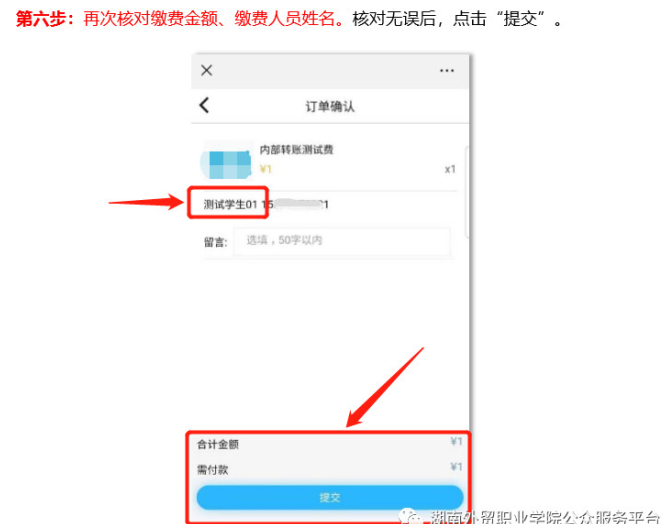 第六步：再次核对缴费金额、缴费人员姓名。核对无误后，点击“提交”。
订单确认
内部转账测试费
¥1 x1
测试学生01 15 1
留言: 选填，50字以内
合计金额 ¥1
需付款 ¥1
提交
湖南外贸职业学院公众服务平台